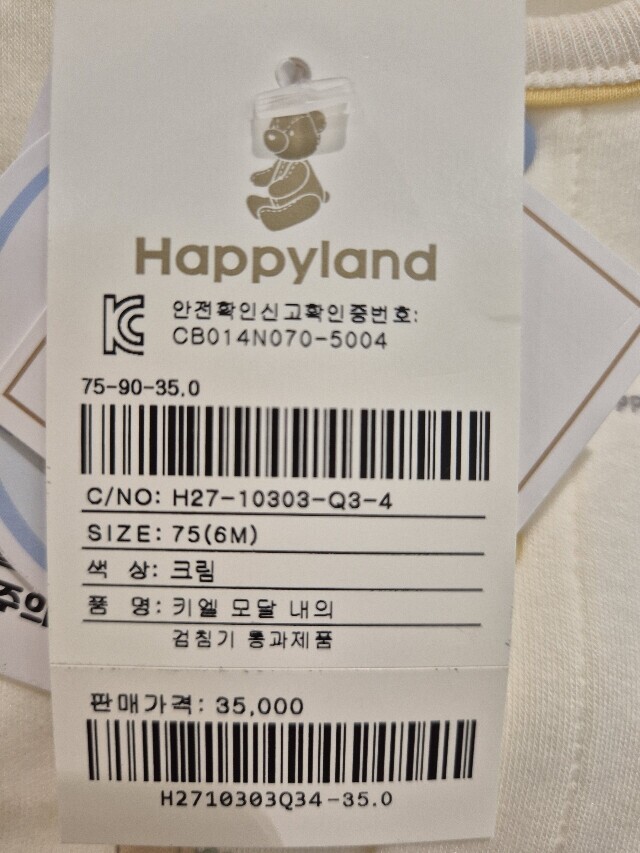 Happyland
안전확인신고확인증번호:
CB014N070-5004
75-90-35.0
C/NO: H27-10303-Q3-4
SIZE: 75(6M)
색 상: 크림
품 명: 키엘 모달 내의
검침기 통과제품
판매가격: 35,000
H2710303Q34-35.0
주의